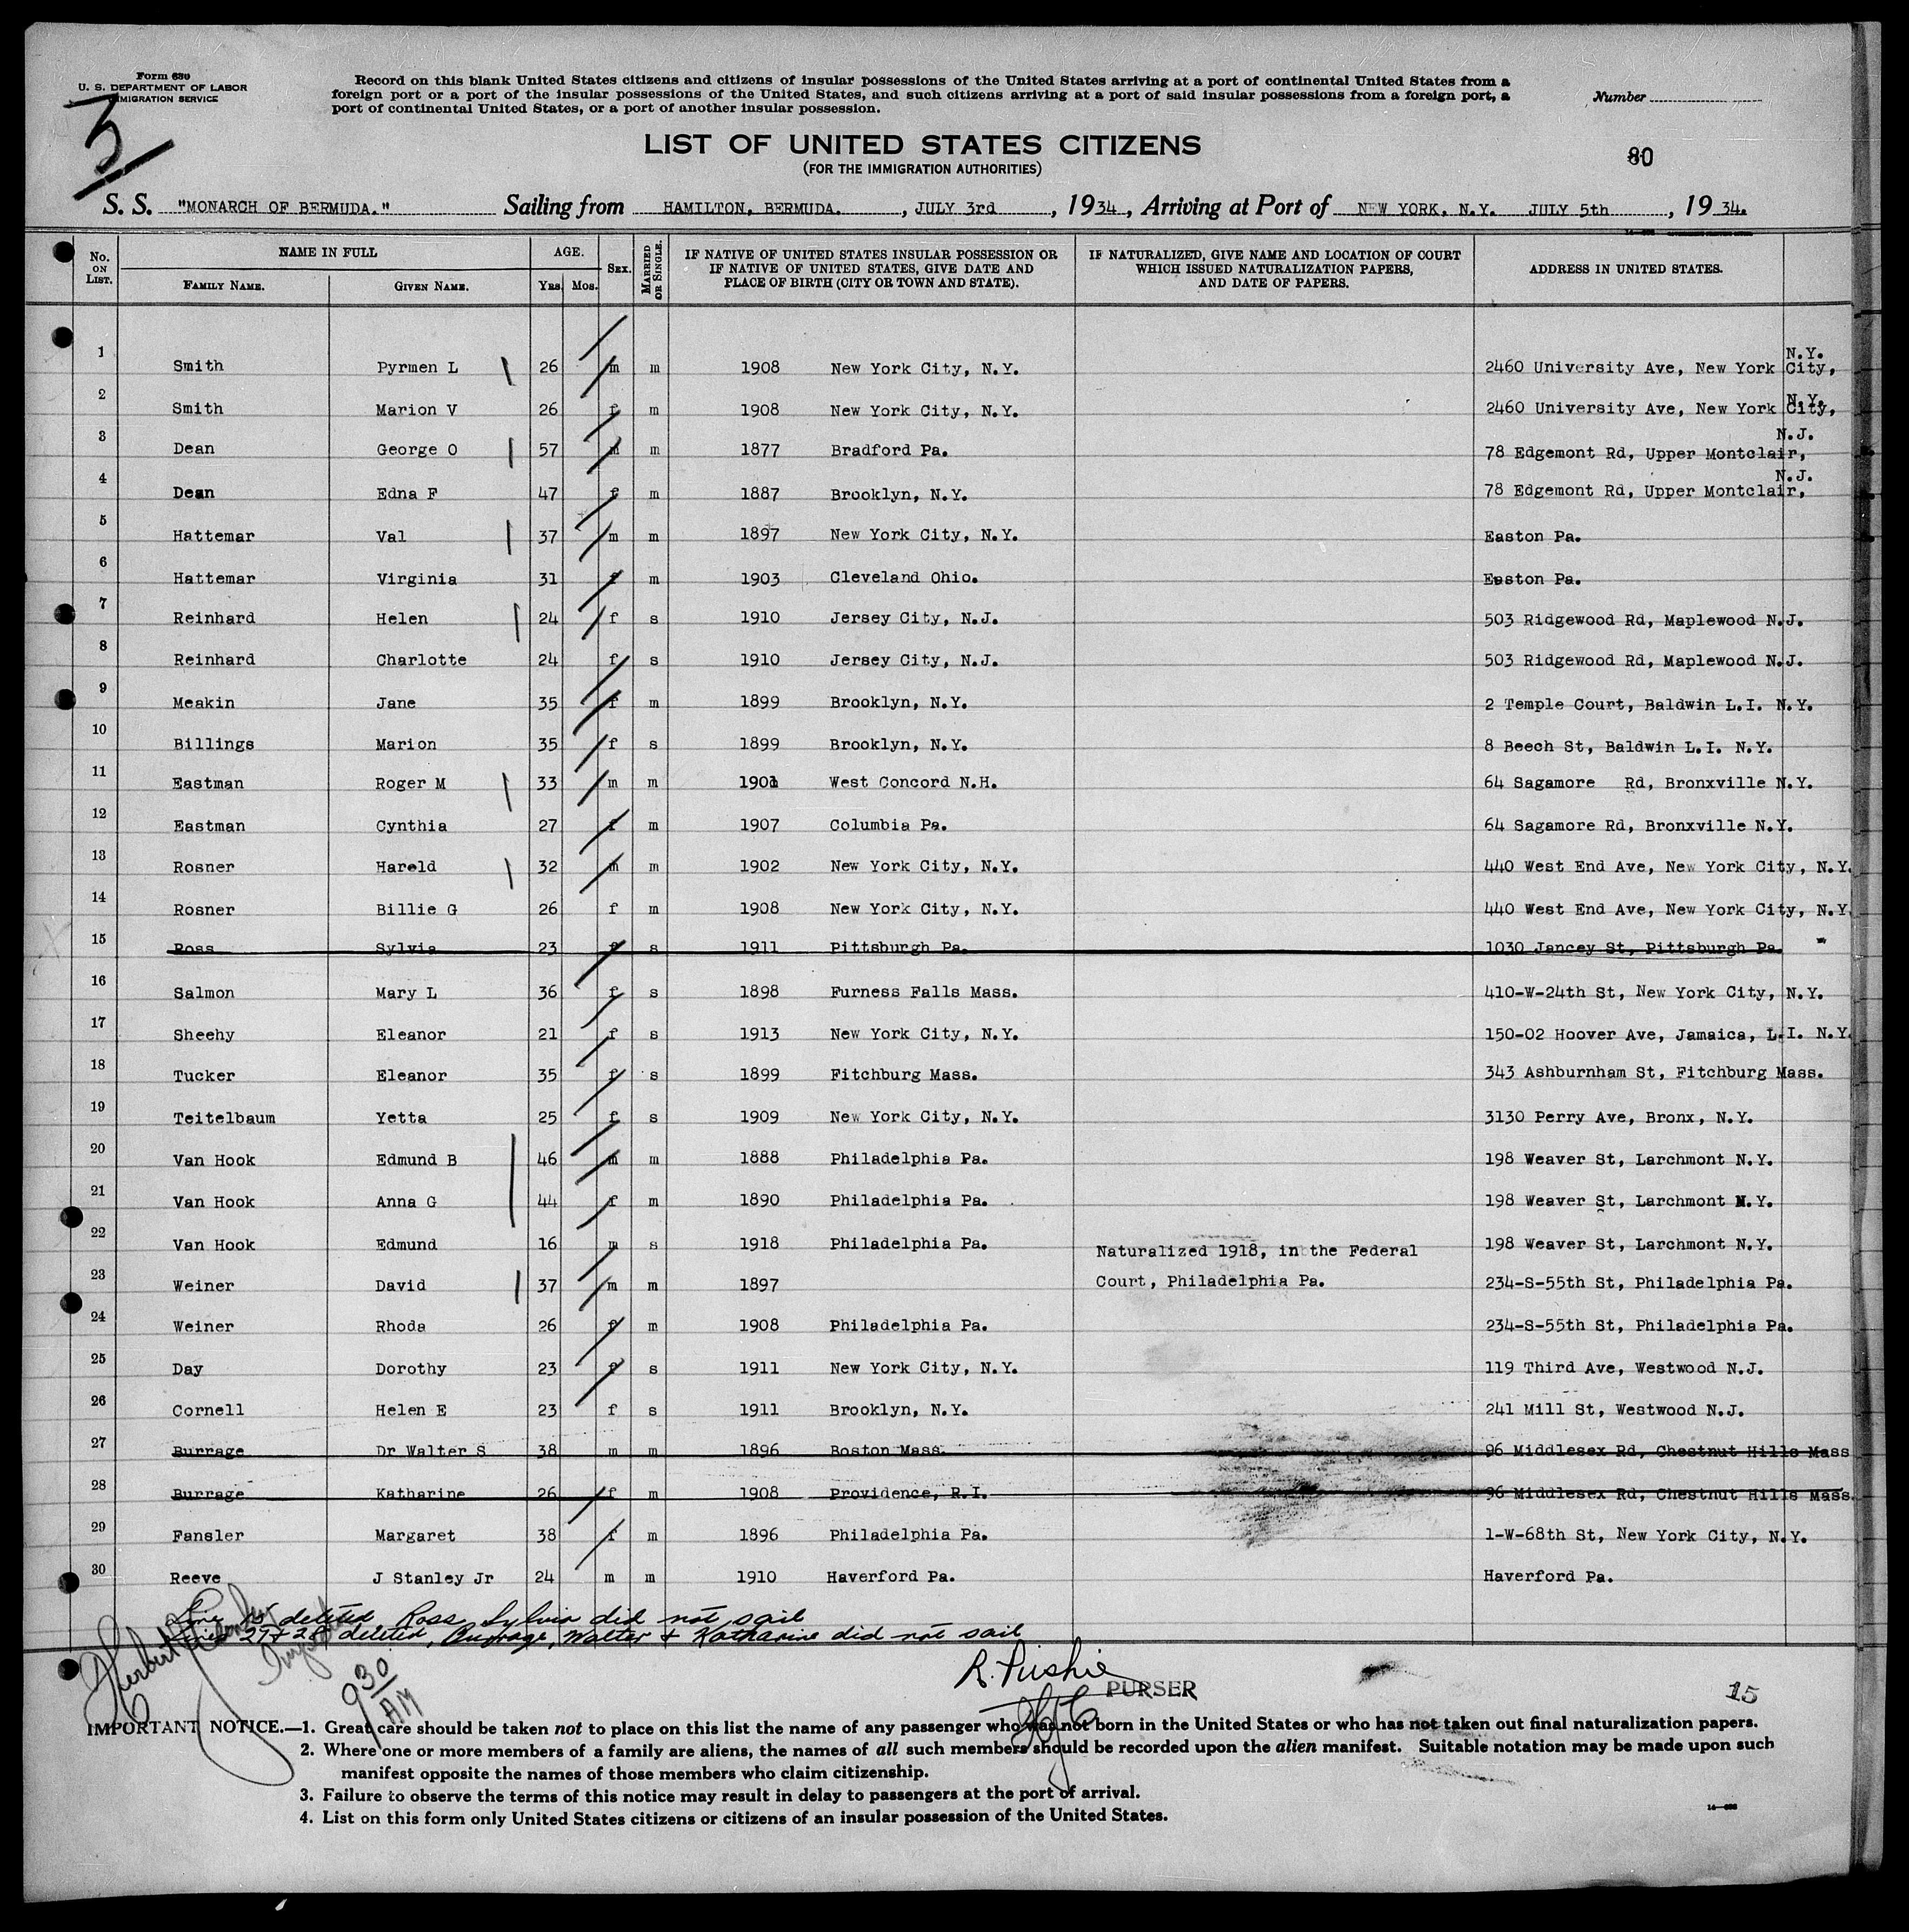 Form 630
U. S. DEPARTMENT OF LABOR
IMMIGRATION SERVICE
3
Record on this blank United States citizens and citizens of insular possessions of the United States arriving at a port of continental United States from a
foreign port or a port of the insular possessions of the United States, and such citizens arriving at a port of said insular possessions from a foreign port, a
port of continental United States, or a port of another insular possession.
Number
LIST OF UNITED STATES CITIZENS
(FOR THE IMMIGRATION AUTHORITIES)
80
S. S. "MONARCH OF BERMUDA." Sailing from HAMILTON, BERMUDA. , JULY 3rd , 1934 , Arriving at Port of NEW YORK, N.Y. JULY 5th , 19 34.
No. ON LIST. NAME IN FULL FAMILY NAME. GIVEN NAME. AGE. YRS. MOS. SEX. MARRIED OR SINGLE. IF NATIVE OF UNITED STATES INSULAR POSSESSION OR IF NATIVE OF UNITED STATES, GIVE DATE AND PLACE OF BIRTH (CITY OR TOWN AND STATE). IF NATURALIZED, GIVE NAME AND LOCATION OF COURT WHICH ISSUED NATURALIZATION PAPERS, AND DATE OF PAPERS. ADDRESS IN UNITED STATES.
1 Smith Pyrmen L 26 m m 1908 New York City, N.Y. 2460 University Ave, New York City, N.Y.
2 Smith Marion V 26 f m 1908 New York City, N.Y. 2460 University Ave, New York City, N.Y.
3 Dean George O 57 m m 1877 Bradford Pa. 78 Edgemont Rd, Upper Montclair, N.J.
4 Dean Edna F 47 f m 1887 Brooklyn, N.Y. 78 Edgemont Rd, Upper Montclair, N.J.
5 Hattemar Val 37 m m 1897 New York City, N.Y. Easton Pa.
6 Hattemar Virginia 31 f m 1903 Cleveland Ohio. Easton Pa.
7 Reinhard Helen 24 f s 1910 Jersey City, N.J. 503 Ridgewood Rd, Maplewood N.J.
8 Reinhard Charlotte 24 f s 1910 Jersey City, N.J. 503 Ridgewood Rd, Maplewood N.J.
9 Meakin Jane 35 f m 1899 Brooklyn, N.Y. 2 Temple Court, Baldwin L.I. N.Y.
10 Billings Marion 35 f s 1899 Brooklyn, N.Y. 8 Beech St, Baldwin L.I. N.Y.
11 Eastman Roger M 33 m m 1901 West Concord N.H. 64 Sagamore Rd, Bronxville N.Y.
12 Eastman Cynthia 27 f m 1907 Columbia Pa. 64 Sagamore Rd, Bronxville N.Y.
13 Rosner Harold 32 m m 1902 New York City, N.Y. 440 West End Ave, New York City, N.Y.
14 Rosner Billie G 26 f m 1908 New York City, N.Y. 440 West End Ave, New York City, N.Y.
15 Ross Sylvia 23 f s 1911 Pittsburgh Pa. 1030 Jancey St, Pittsburgh Pa.
16 Salmon Mary L 36 f s 1898 Furness Falls Mass. 410-W-24th St, New York City, N.Y.
17 Sheehy Eleanor 21 f s 1913 New York City, N.Y. 150-02 Hoover Ave, Jamaica, L.I. N.Y.
18 Tucker Eleanor 35 f s 1899 Fitchburg Mass. 343 Ashburnham St, Fitchburg Mass.
19 Teitelbaum Yetta 25 f s 1909 New York City, N.Y. 3130 Perry Ave, Bronx, N.Y.
20 Van Hook Edmund B 46 m m 1888 Philadelphia Pa. 198 Weaver St, Larchmont N.Y.
21 Van Hook Anna G 44 f m 1890 Philadelphia Pa. 198 Weaver St, Larchmont N.Y.
22 Van Hook Edmund 16 m s 1918 Philadelphia Pa. 198 Weaver St, Larchmont N.Y.
Naturalized 1918, in the Federal
23 Weiner David 37 m m 1897 Court, Philadelphia Pa. 234-S-55th St, Philadelphia Pa.
24 Weiner Rhoda 26 f m 1908 Philadelphia Pa. 234-S-55th St, Philadelphia Pa.
25 Day Dorothy 23 f s 1911 New York City, N.Y. 119 Third Ave, Westwood N.J.
26 Cornell Helen E 23 f s 1911 Brooklyn, N.Y. 241 Mill St, Westwood N.J.
27 Burrage Dr Walter S 38 m m 1896 Boston Mass. 96 Middlesex Rd, Chestnut Hills Mass
28 Burrage Katharine 26 f m 1908 Providence, R.I. 96 Middlesex Rd, Chestnut Hills Mass.
29 Fansler Margaret 38 f m 1896 Philadelphia Pa. 1-W-68th St, New York City, N.Y.
30 Reeve J Stanley Jr 24 m m 1910 Haverford Pa. Haverford Pa.
Line 15 deleted, Ross, Sylvia did not sail
Lines 27 & 28 deleted, Burrage, Walter & Katharine did not sail
Herbert
930 AM
R. Pushie
PURSER
15
IMPORTANT NOTICE.—1. Great care should be taken not to place on this list the name of any passenger who was not born in the United States or who has not taken out final naturalization papers.
2. Where one or more members of a family are aliens, the names of all such members should be recorded upon the alien manifest. Suitable notation may be made upon such
manifest opposite the names of those members who claim citizenship.
3. Failure to observe the terms of this notice may result in delay to passengers at the port of arrival.
4. List on this form only United States citizens or citizens of an insular possession of the United States.